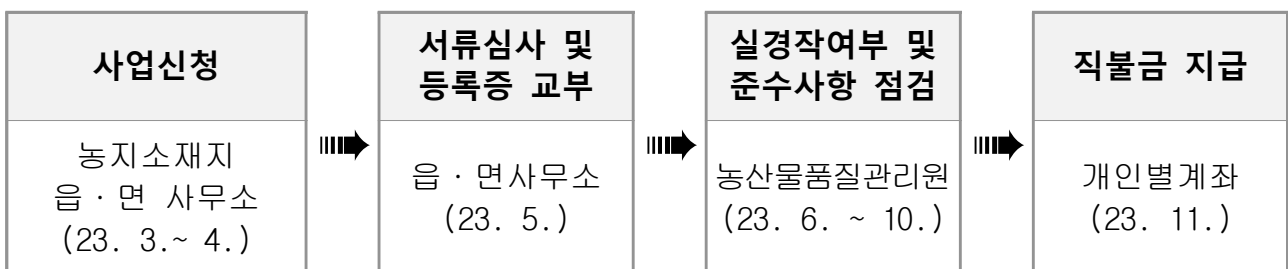 사업신청
농지소재지
읍·면 사무소
(23. 3.~ 4.)
서류심사 및
등록증 교부
읍·면사무소
(23. 5.)
실경작여부 및
준수사항 점검
농산물품질관리원
(23. 6. ~ 10.)
직불금 지급
개인별계좌
(23. 11.)